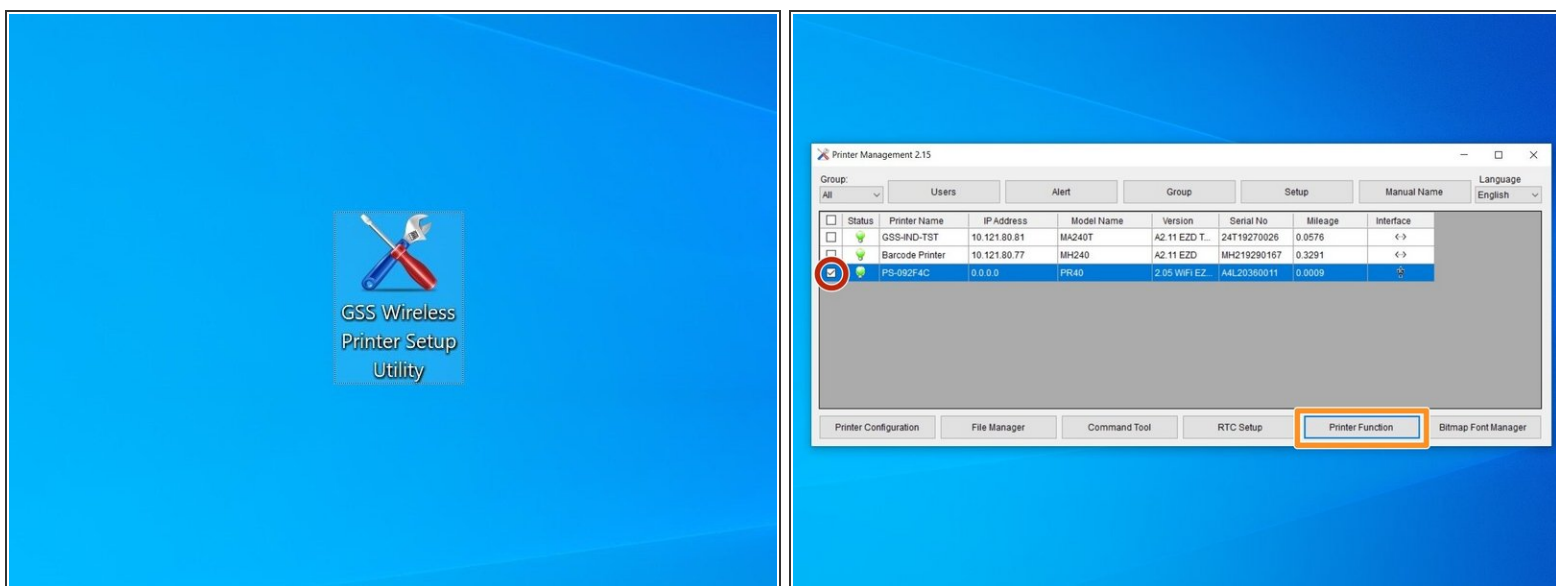 GSS Wireless
Printer Setup
Utility
Printer Management 2.15
Group:
Language
All Users Alert Group Setup Manual Name English
Status Printer Name IP Address Model Name Version Serial No Mileage Interface
GSS-IND-TST 10.121.80.81 MA240T A2.11 EZD T... 24T19270026 0.0576
Barcode Printer 10.121.80.77 MH240 A2.11 EZD MH219290167 0.3291
PS-092F4C 0.0.0.0 PR40 2.05 WiFi EZ... A4L20360011 0.0009
Printer Configuration File Manager Command Tool RTC Setup Printer Function Bitmap Font Manager